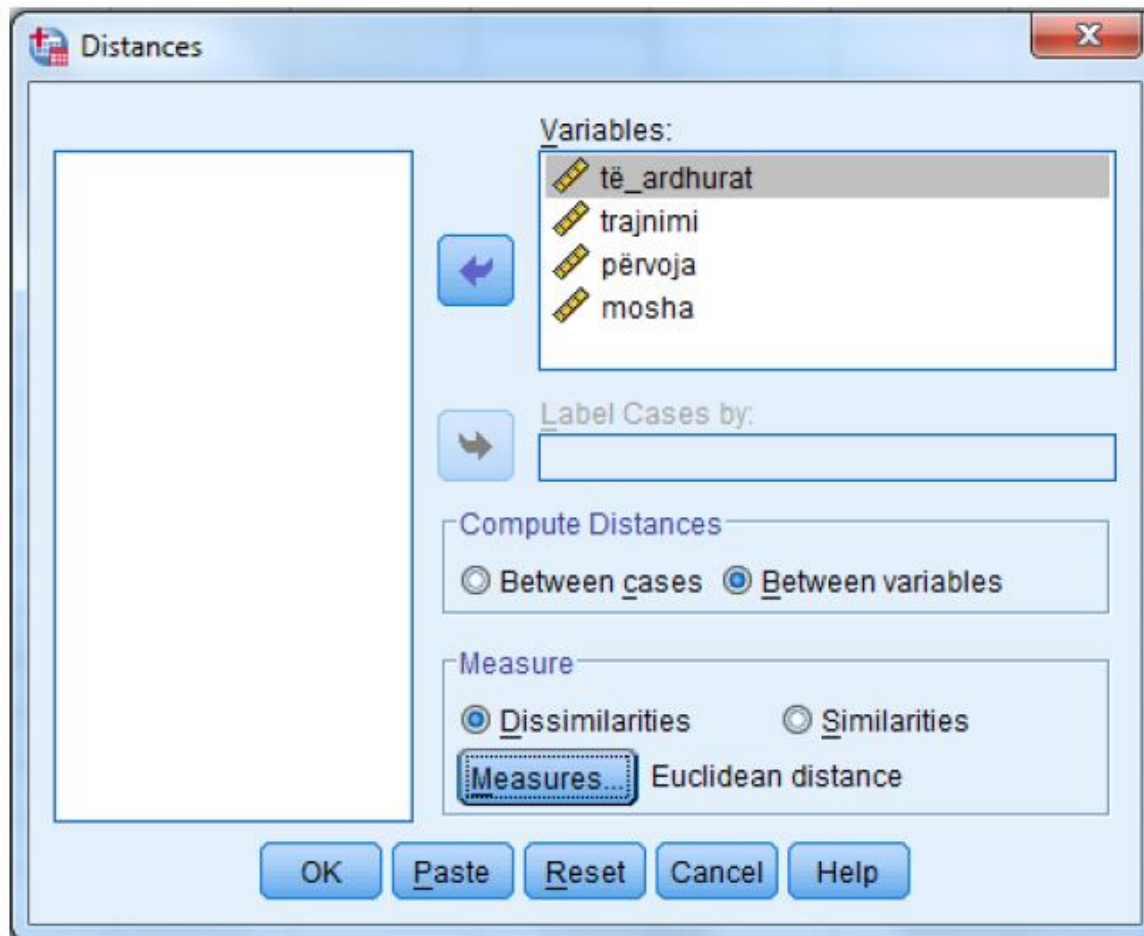 Distances
Variables:
të_ardhurat
trajnimi
përvoja
mosha
Label Cases by:
Compute Distances
Between cases Between variables
Measure
Dissimilarities Similarities
Measures... Euclidean distance
OK Paste Reset Cancel Help